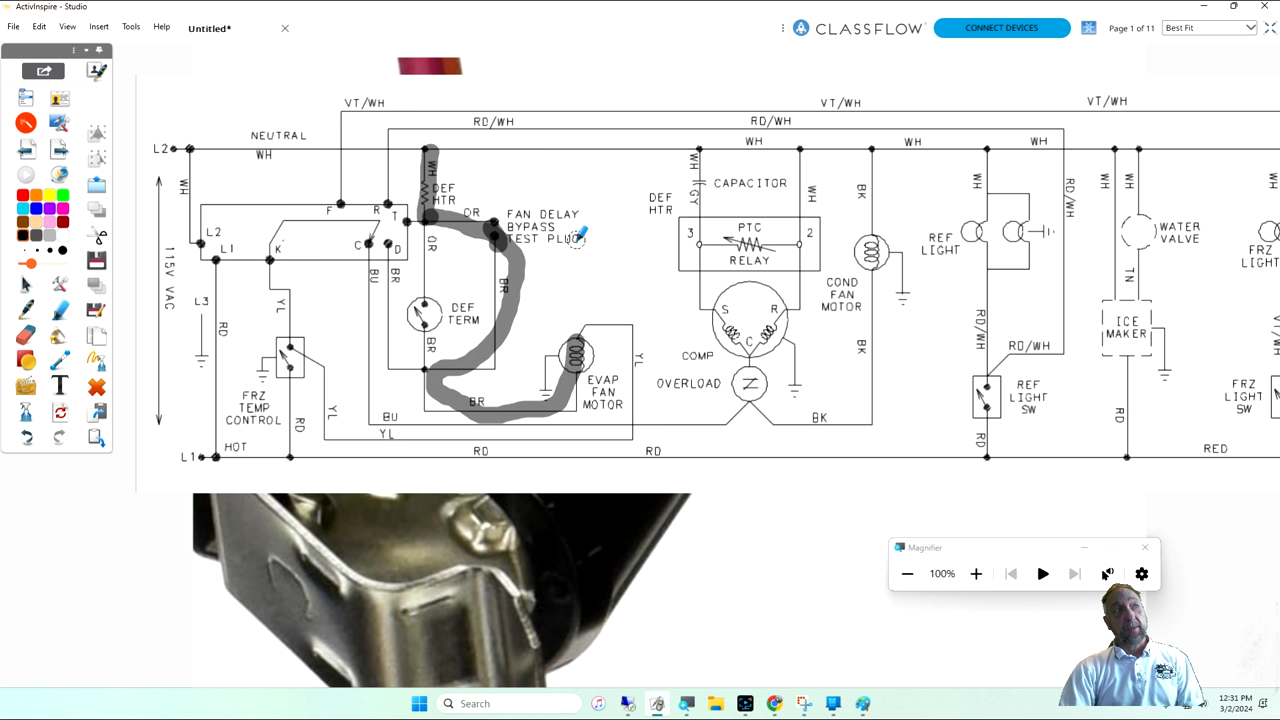 ActivInspire - Studio
File Edit View Insert Tools Help Untitled*
CLASSFLOW CONNECT DEVICES Page 1 of 11 Best Fit
VT/WH VT/WH VT/WH
RD/WH RD/WH
NEUTRAL
L2 WH WH WH WH
WH
WH
WH
DEF
HTR
F R T OR
FAN DELAY
BYPASS
TEST PLUG
L2
L1
K C D
OR
BU
BR
BR
115V VAC
L3
YL
RD
DEF
TERM
BR
FRZ
TEMP
CONTROL
YL
RD
BR
EVAP
FAN
MOTOR
YL
BU
YL
HOT
L1 RD RD RED
WH
CAPACITOR
GY
DEF
HTR
WH
3 PTC 2
RELAY
S R
C
COMP
OVERLOAD
BK
COND
FAN
MOTOR
BK
BK
WH
REF
LIGHT
RD/WH
RD/WH
RD/WH
REF
LIGHT
SW
RD
WH
WH
WATER
VALVE
TN
ICE
MAKER
RD
FRZ
LIGHT
FRZ
LIGHT
SW
Magnifier
100%
Search
12:31 PM
3/2/2024